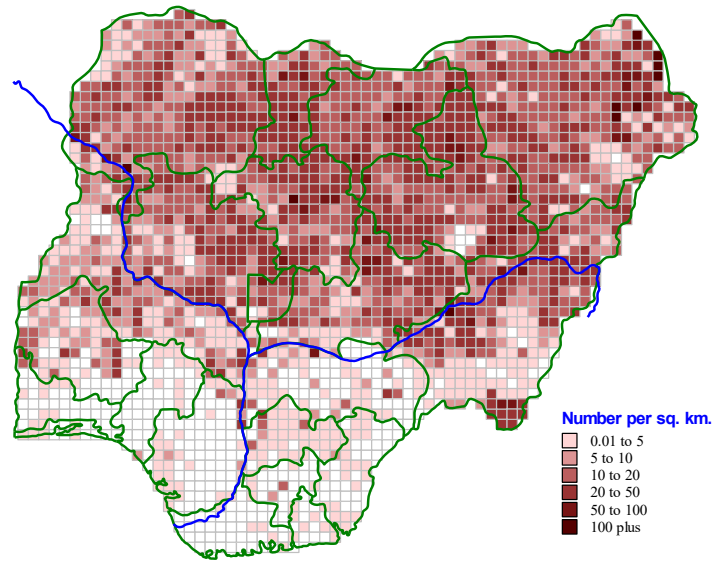 Number per sq. km.
0.01 to 5
5 to 10
10 to 20
20 to 50
50 to 100
100 plus